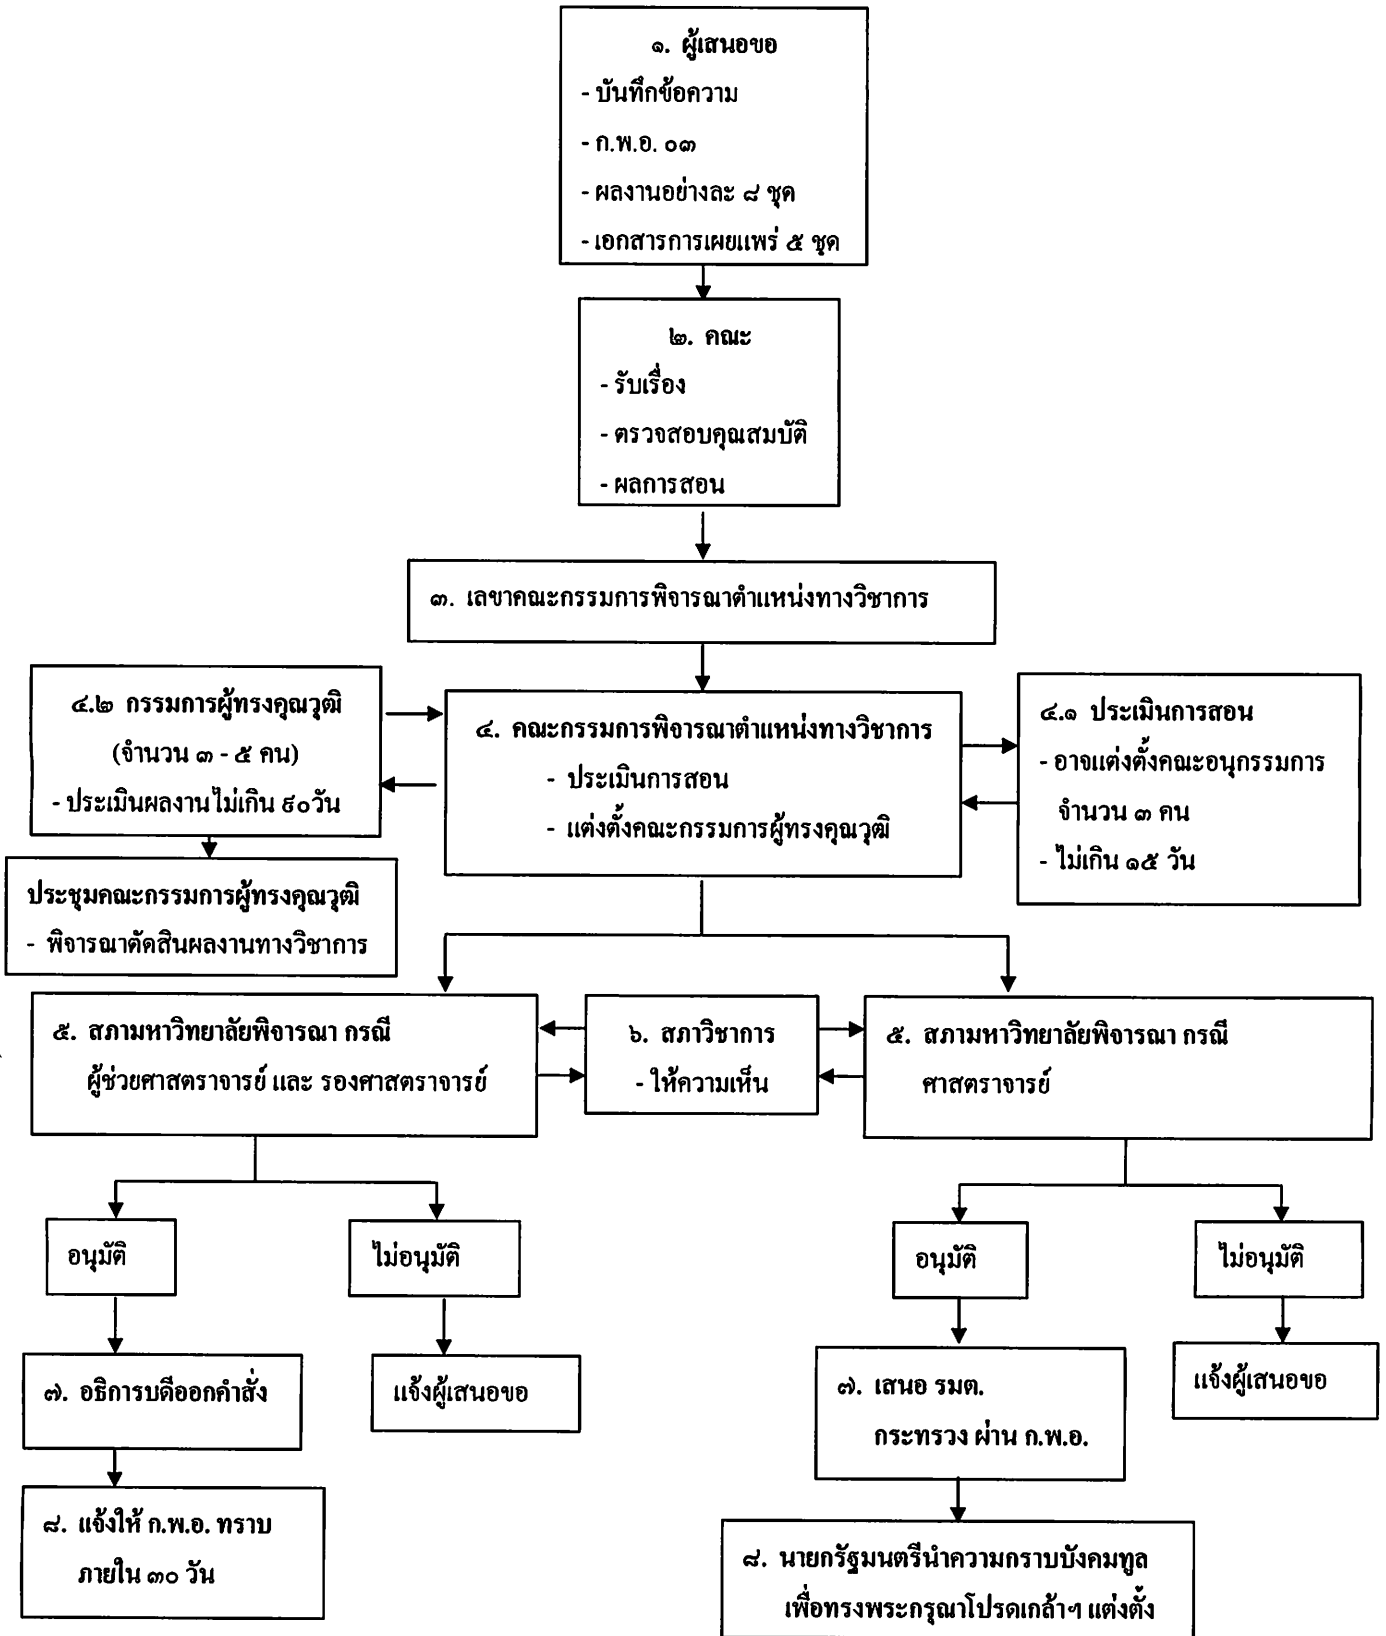 ๑. ผู้เสนอขอ
- บันทึกข้อความ
- ก.พ.อ. ๐๓
- ผลงานอย่างละ ๘ ชุด
- เอกสารการเผยแพร่ ๕ ชุด
๒. คณะ
- รับเรื่อง
- ตรวจสอบคุณสมบัติ
- ผลการสอน
๓. เลขาคณะกรรมการพิจารณาตำแหน่งทางวิชาการ
๔.๒ กรรมการผู้ทรงคุณวุฒิ
(จำนวน ๓ - ๕ คน)
- ประเมินผลงานไม่เกิน ๙๐วัน
ประชุมคณะกรรมการผู้ทรงคุณวุฒิ
- พิจารณาตัดสินผลงานทางวิชาการ
๔. คณะกรรมการพิจารณาตำแหน่งทางวิชาการ
- ประเมินการสอน
- แต่งตั้งคณะกรรมการผู้ทรงคุณวุฒิ
๔.๑ ประเมินการสอน
- อาจแต่งตั้งคณะอนุกรรมการ
จำนวน ๓ คน
- ไม่เกิน ๑๕ วัน
๕. สภามหาวิทยาลัยพิจารณา กรณี
ผู้ช่วยศาสตราจารย์ และ รองศาสตราจารย์
๖. สภาวิชาการ
- ให้ความเห็น
๕. สภามหาวิทยาลัยพิจารณา กรณี
ศาสตราจารย์
อนุมัติ
ไม่อนุมัติ
อนุมัติ
ไม่อนุมัติ
๗. อธิการบดีออกคำสั่ง
แจ้งผู้เสนอขอ
๗. เสนอ รมต.
กระทรวง ผ่าน ก.พ.อ.
แจ้งผู้เสนอขอ
๘. แจ้งให้ ก.พ.อ. ทราบ
ภายใน ๓๐ วัน
๘. นายกรัฐมนตรีนำความกราบบังคมทูล
เพื่อทรงพระกรุณาโปรดเกล้าฯ แต่งตั้ง